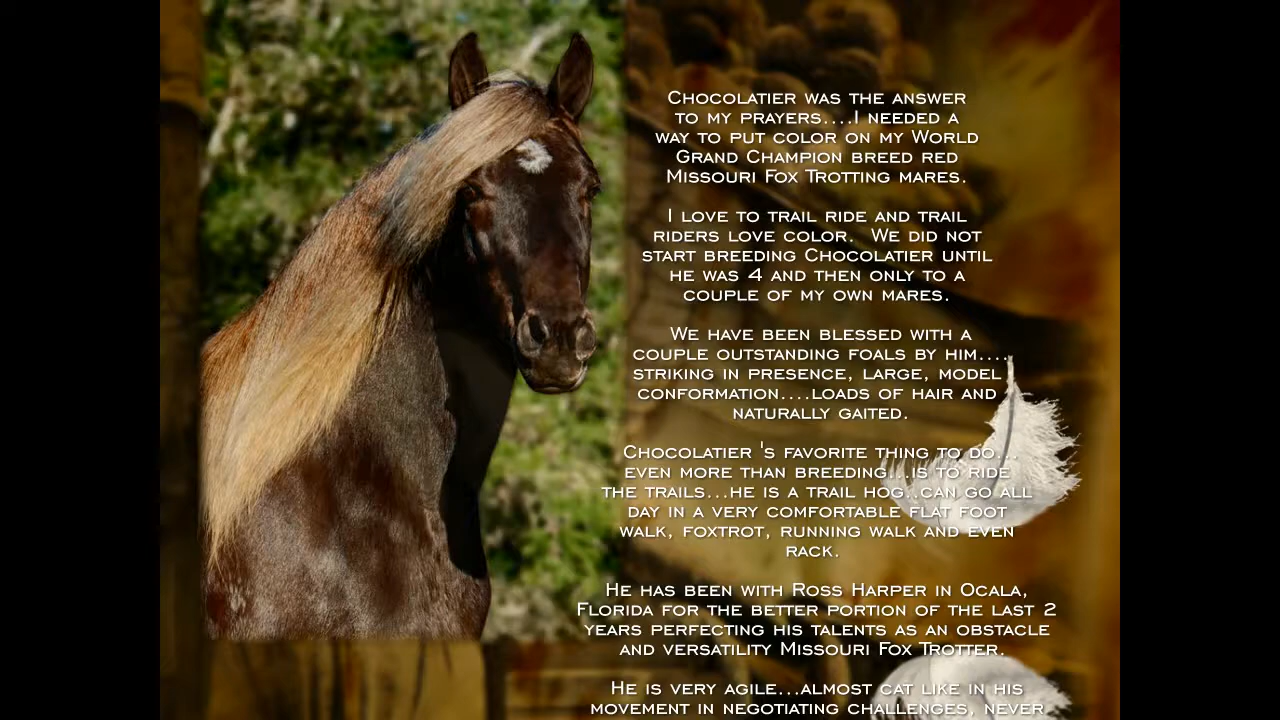 Chocolatier was the answer
to my prayers....I needed a
way to put color on my World
Grand Champion breed red
Missouri Fox Trotting mares.
I love to trail ride and trail
riders love color. We did not
start breeding Chocolatier until
he was 4 and then only to a
couple of my own mares.
We have been blessed with a
couple outstanding foals by him....
striking in presence, large, model
conformation....loads of hair and
naturally gaited.
Chocolatier 's favorite thing to do...
even more than breeding...is to ride
the trails...he is a trail hog..can go all
day in a very comfortable flat foot
walk, foxtrot, running walk and even
rack.
He has been with Ross Harper in Ocala,
Florida for the better portion of the last 2
years perfecting his talents as an obstacle
and versatility Missouri Fox Trotter.
He is very agile...almost cat like in his
movement in negotiating challenges, never